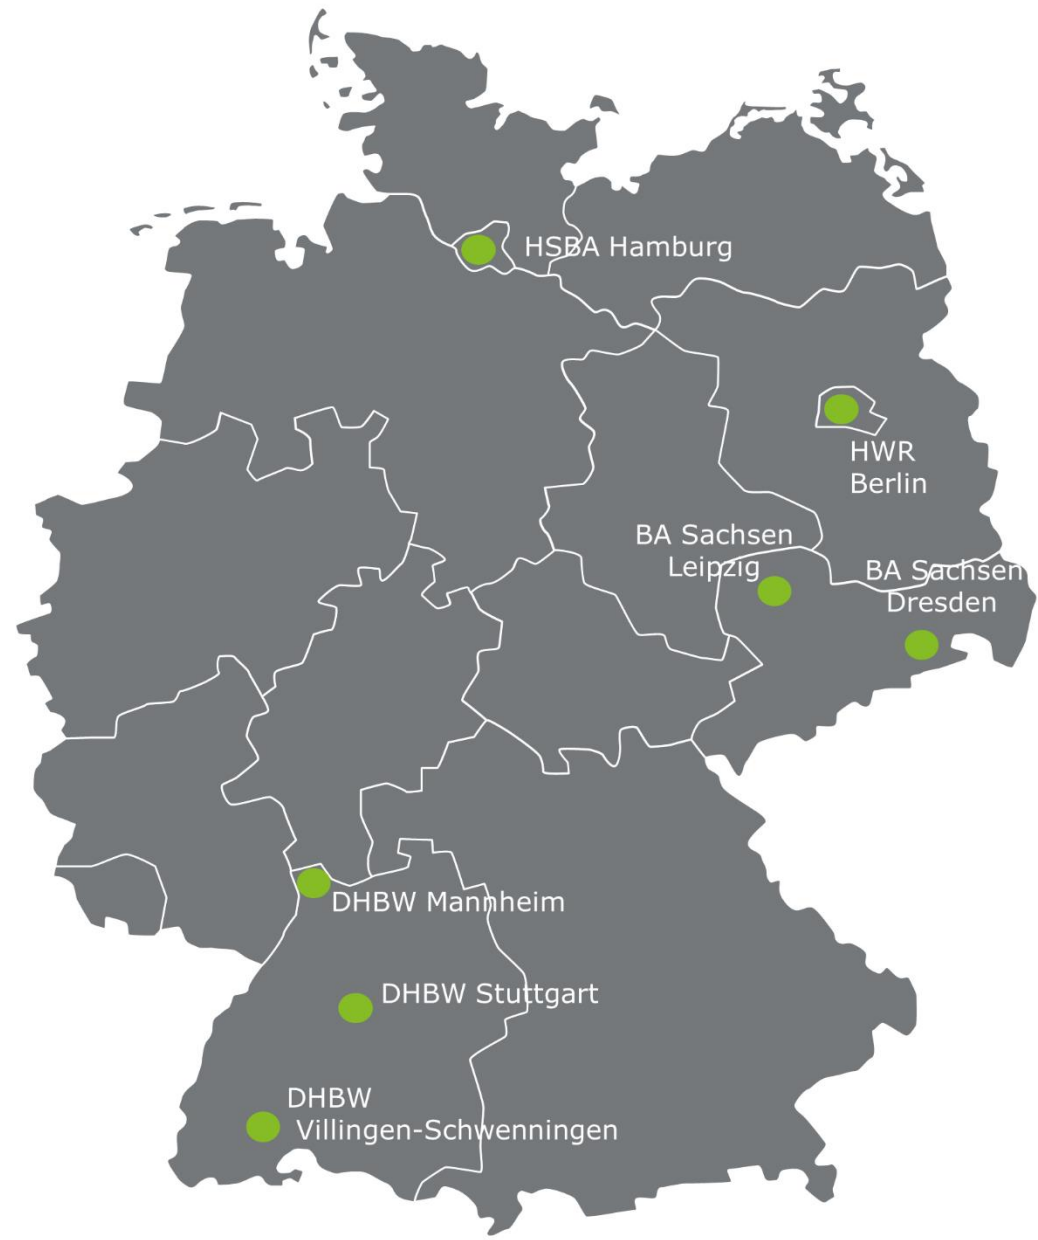 HSBA Hamburg
HWR
Berlin
BA Sachsen
Leipzig
BA Sachsen
Dresden
DHBW Mannheim
DHBW Stuttgart
DHBW
Villingen-Schwenningen